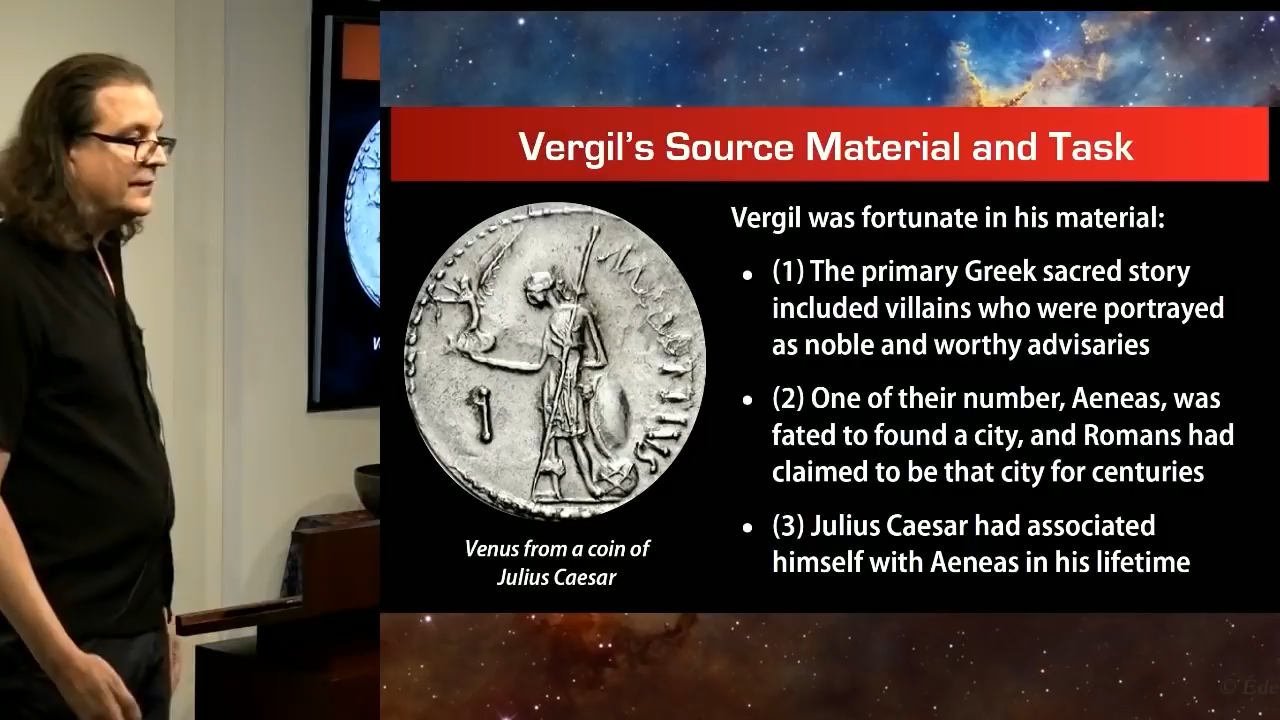 Vergil's Source Material and Task
Vergil was fortunate in his material:
• (1) The primary Greek sacred story
included villains who were portrayed
as noble and worthy advisaries
• (2) One of their number, Aeneas, was
fated to found a city, and Romans had
claimed to be that city for centuries
• (3) Julius Caesar had associated
himself with Aeneas in his lifetime
Venus from a coin of
Julius Caesar